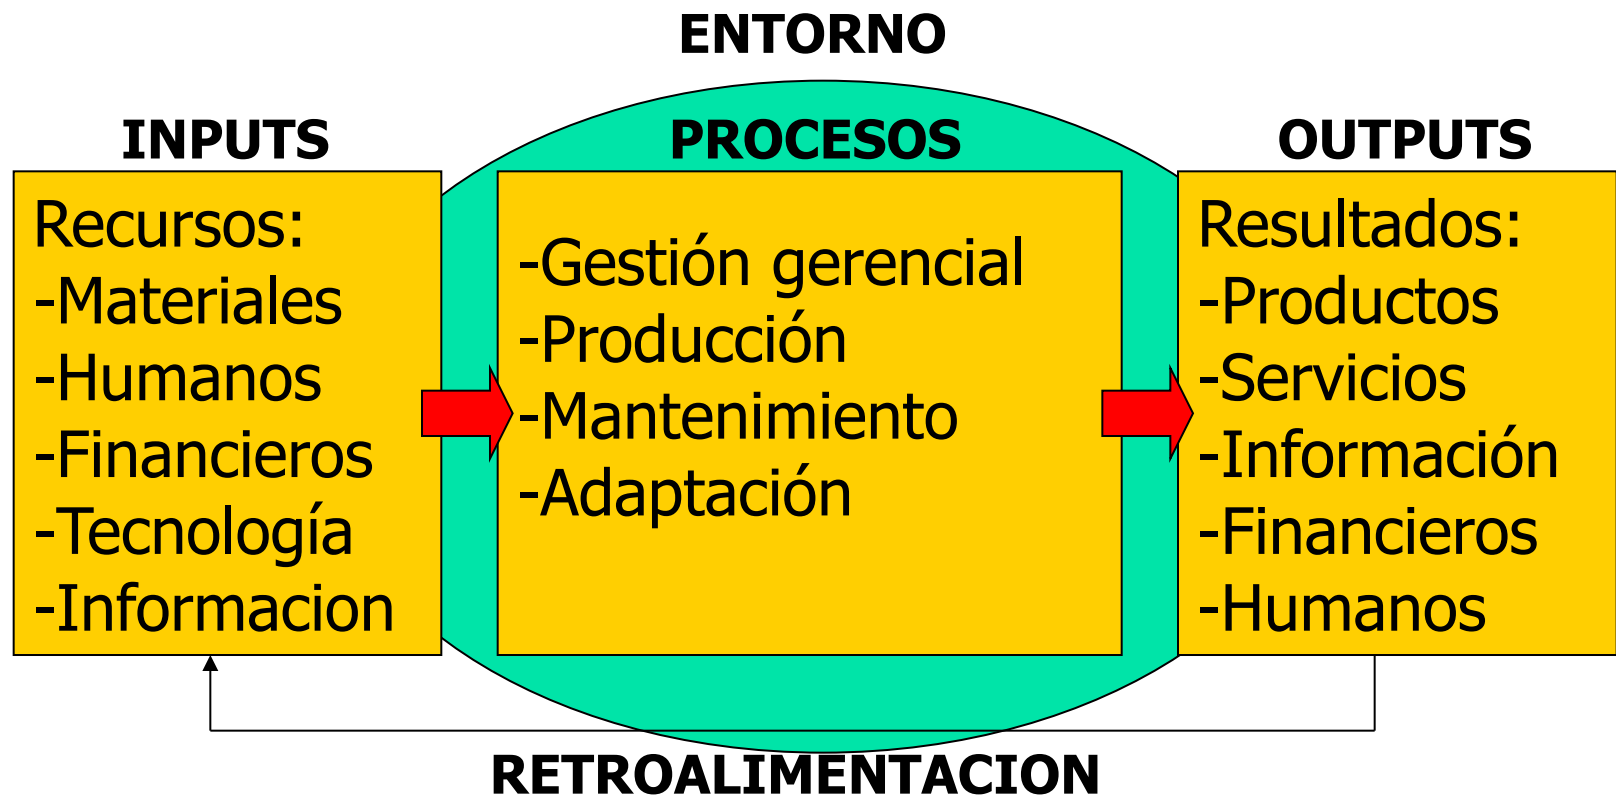 ENTORNO
INPUTS
Recursos:
-Materiales
-Humanos
-Financieros
-Tecnología
-Informacion
PROCESOS
-Gestión gerencial
-Producción
-Mantenimiento
-Adaptación
OUTPUTS
Resultados:
-Productos
-Servicios
-Información
-Financieros
-Humanos
RETROALIMENTACION